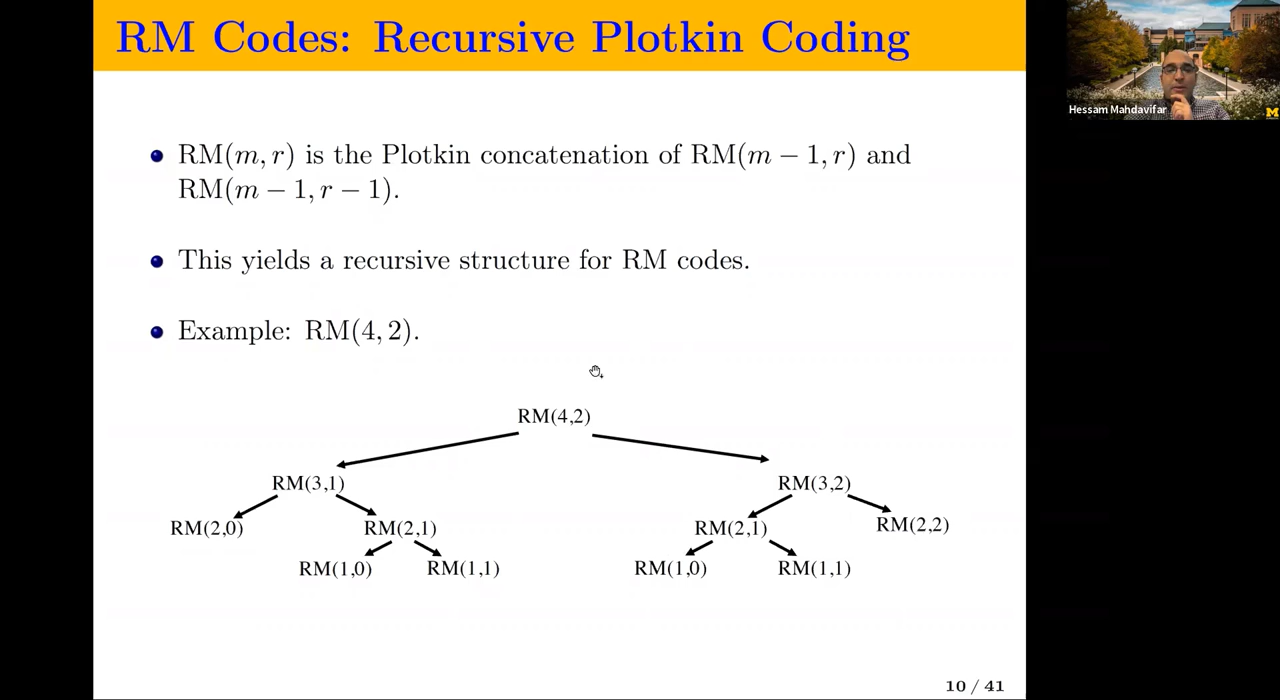 RM Codes: Recursive Plotkin Coding
Hessam Mahdavifar
M
RM(m, r) is the Plotkin concatenation of RM(m − 1, r) and
RM(m − 1, r − 1).
This yields a recursive structure for RM codes.
Example: RM(4, 2).
RM(4,2)
RM(3,1) RM(3,2)
RM(2,0) RM(2,1) RM(2,1) RM(2,2)
RM(1,0) RM(1,1) RM(1,0) RM(1,1)
10 / 41